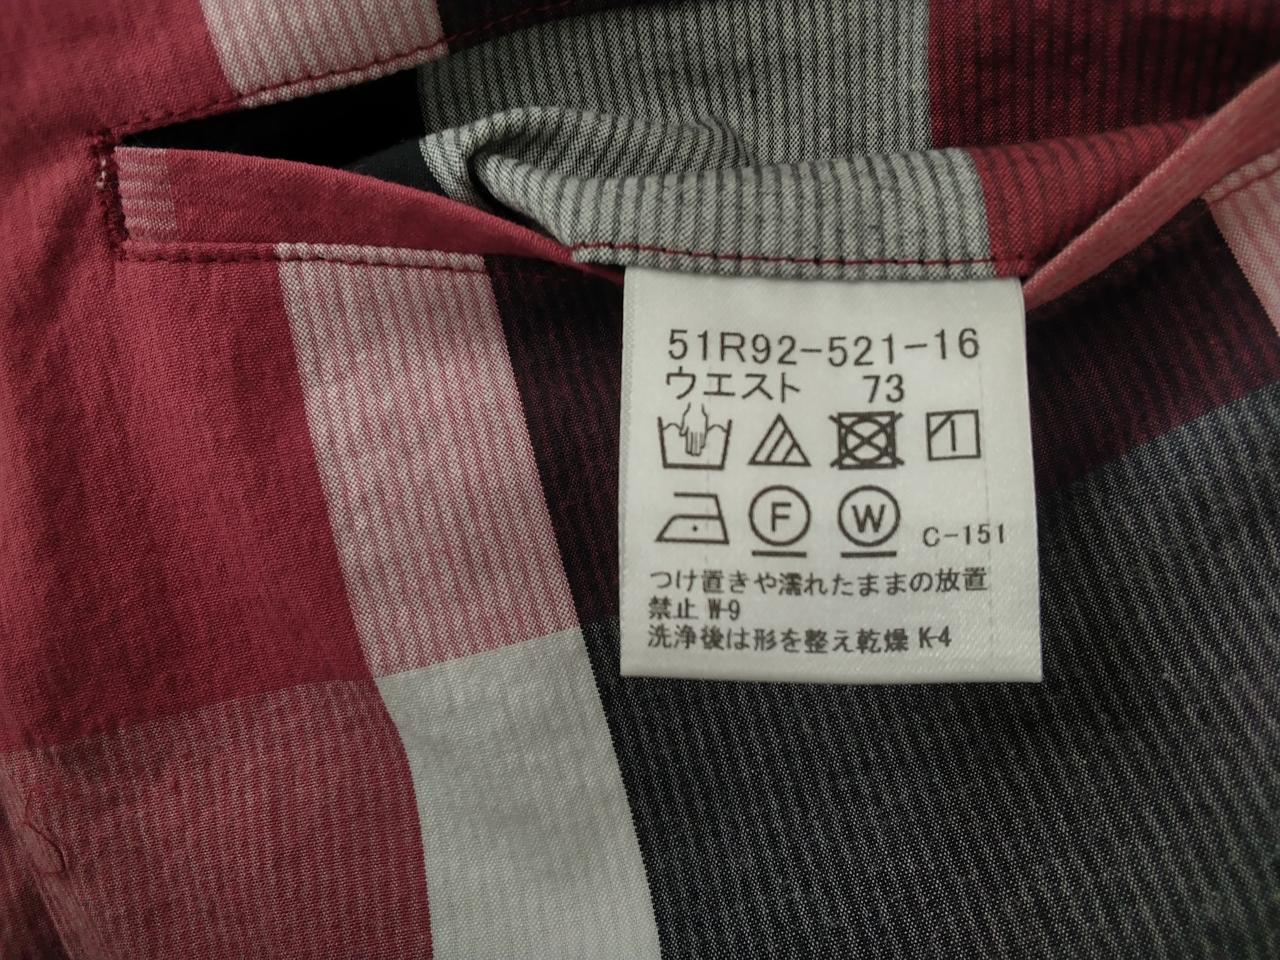 51R92-521-16
ウエスト 73
F W C-151
つけ置きや濡れたままの放置
禁止 W-9
洗浄後は形を整え乾燥 K-4